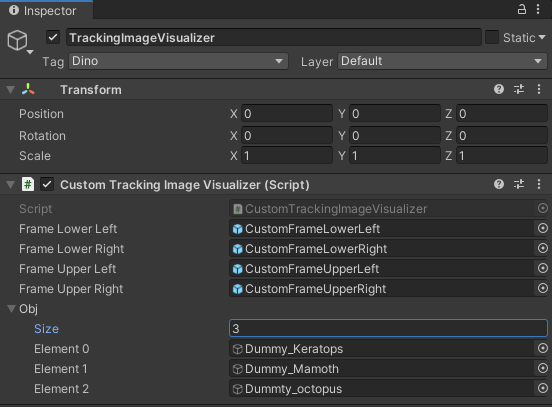 Inspector
TrackingImageVisualizer Static
Tag Dino Layer Default
Transform
Position X 0 Y 0 Z 0
Rotation X 0 Y 0 Z 0
Scale X 1 Y 1 Z 1
# Custom Tracking Image Visualizer (Script)
Script # CustomTrackingImageVisualizer
Frame Lower Left CustomFrameLowerLeft
Frame Lower Right CustomFrameLowerRight
Frame Upper Left CustomFrameUpperLeft
Frame Upper Right CustomFrameUpperRight
Obj
Size 3
Element 0 Dummy_Keratops
Element 1 Dummy_Mamoth
Element 2 Dummty_octopus